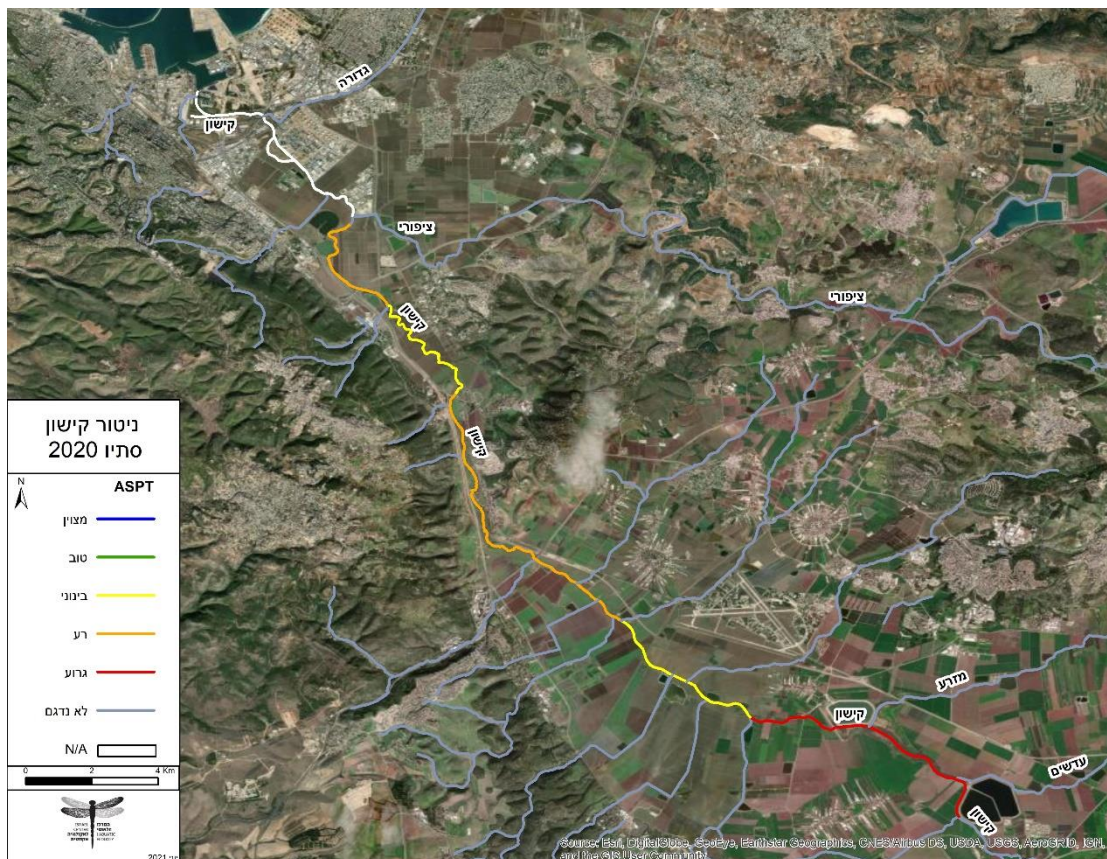 גדורה
קישון
ציפורי
ציפורי
קישון
קישון
מזרע
קישון
עדשים
קישון
ניטור קישון
סתיו 2020
N
ASPT
מצוין
טוב
בינוני
רע
גרוע
לא נדגם
N/A
0 2 4 Km
2021
Source: Esri, DigitalGlobe, GeoEye, Earthstar Geographics, CNES/Airbus DS, USDA, USGS, AeroGRID, IGN,
and the GIS User Community